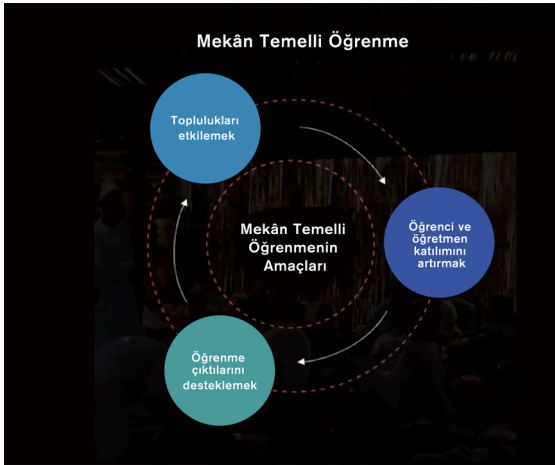 Mekân Temelli Öğrenme
Toplulukları
etkilemek
Öğrenci ve
öğretmen
katılımını
artırmak
Mekân Temelli
Öğrenmenin
Amaçları
Öğrenme
çıktılarını
desteklemek